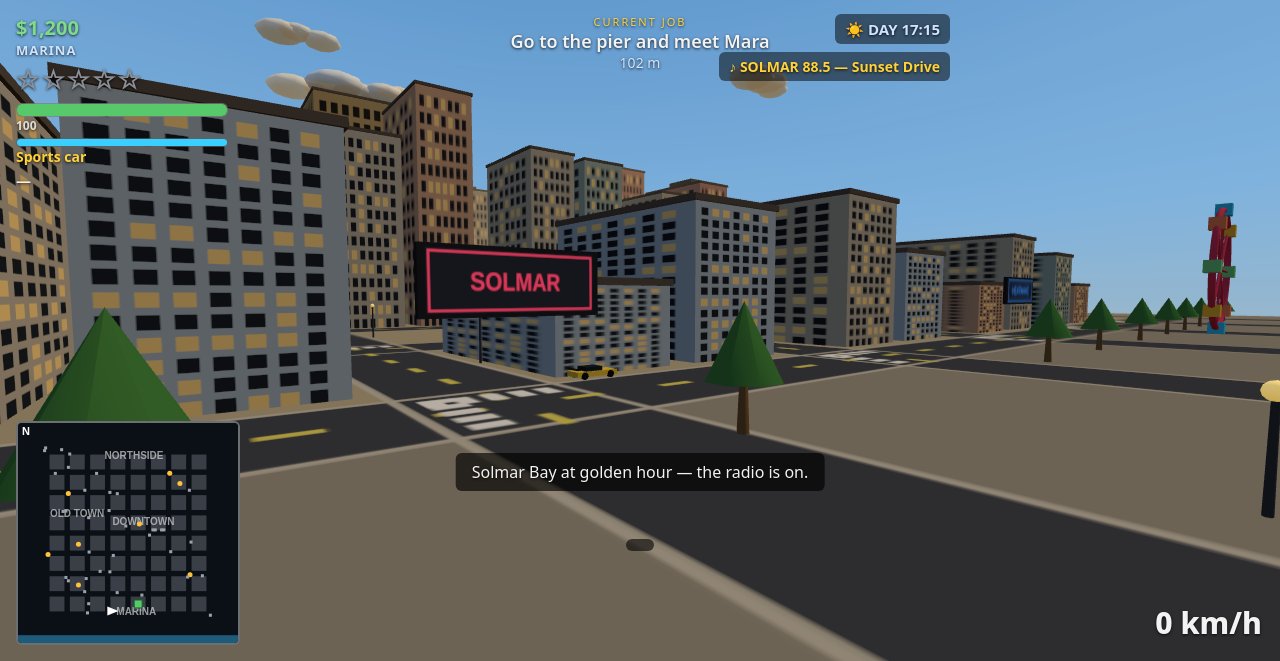 $1,200
MARINA
100
Sports car
—
CURRENT JOB
Go to the pier and meet Mara
102 m
☀️ DAY 17:15
♪ SOLMAR 88.5 — Sunset Drive
SOLMAR
Solmar Bay at golden hour — the radio is on.
N
NORTHSIDE
OLD TOWN
DOWNTOWN
MARINA
0 km/h